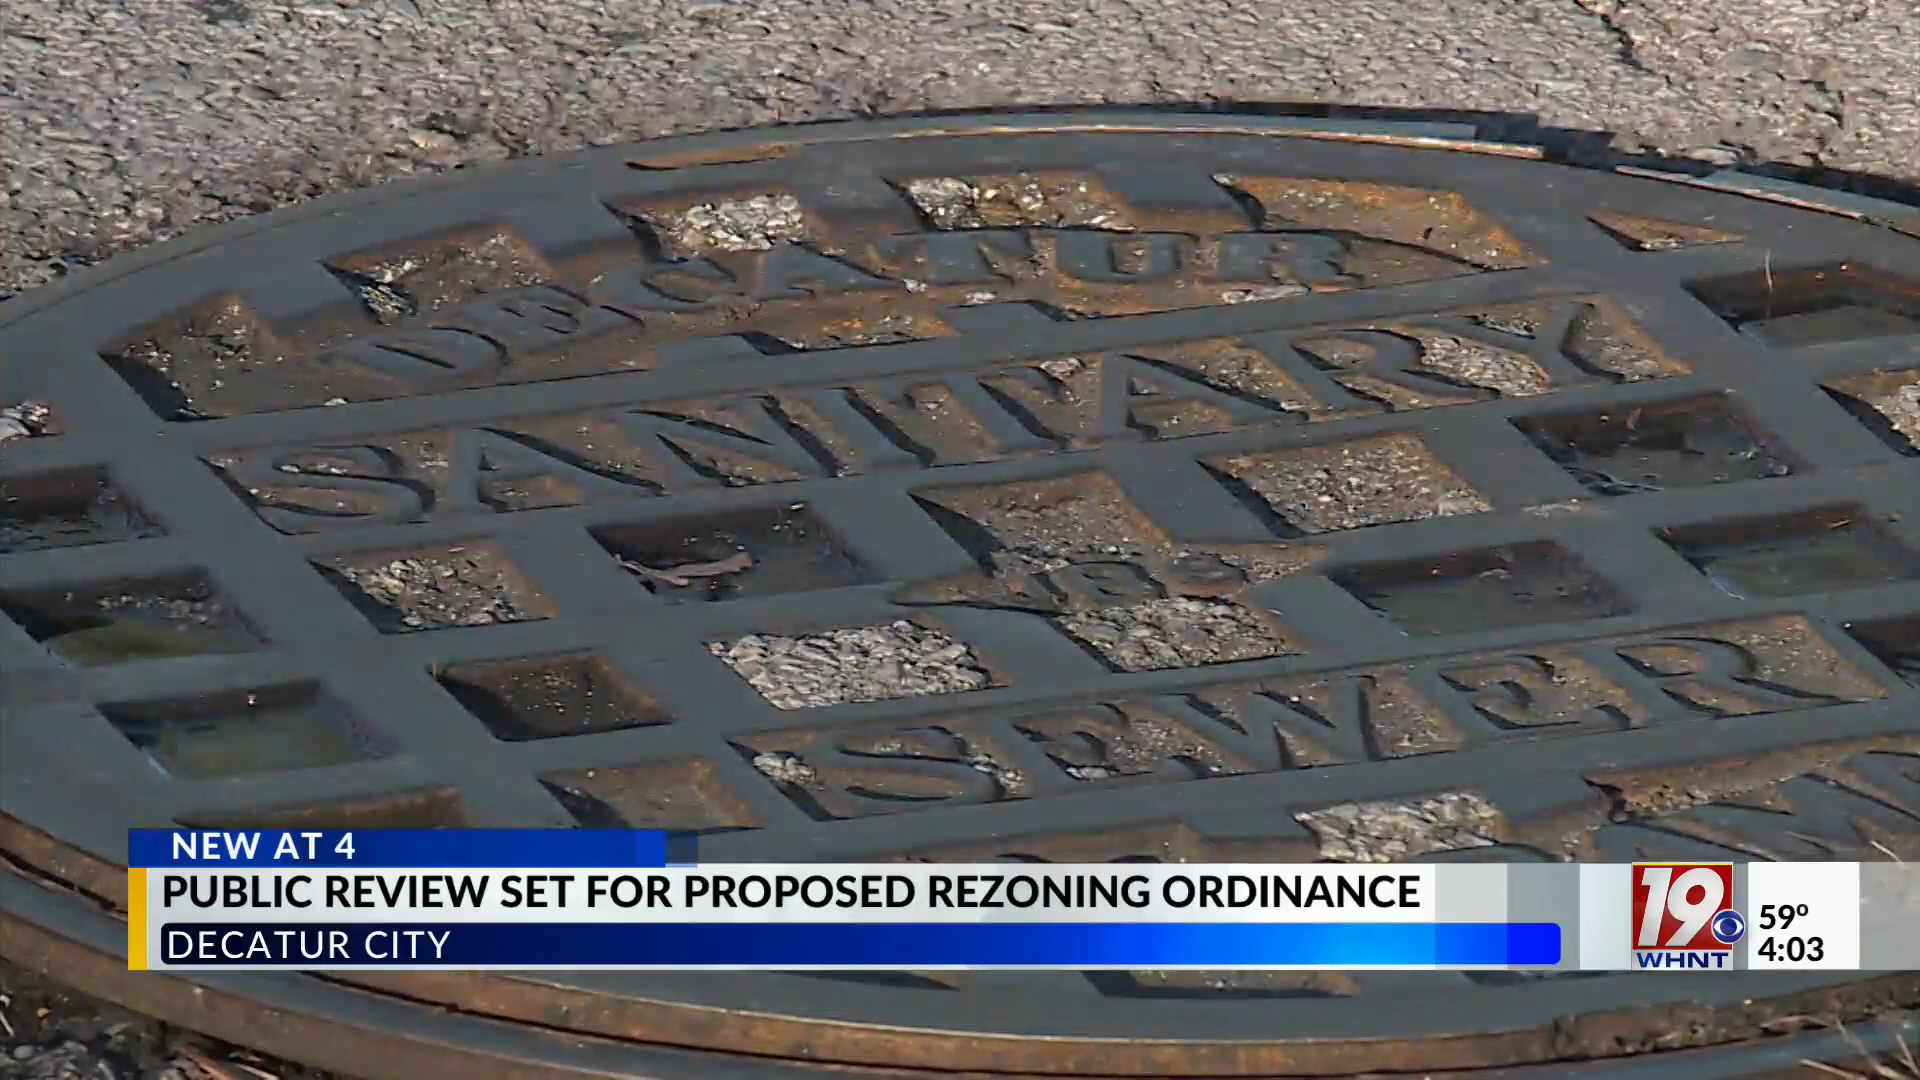 DECATUR
SANITARY
SEWER
NEW AT 4
PUBLIC REVIEW SET FOR PROPOSED REZONING ORDINANCE
DECATUR CITY
19
WHNT
59º
4:03